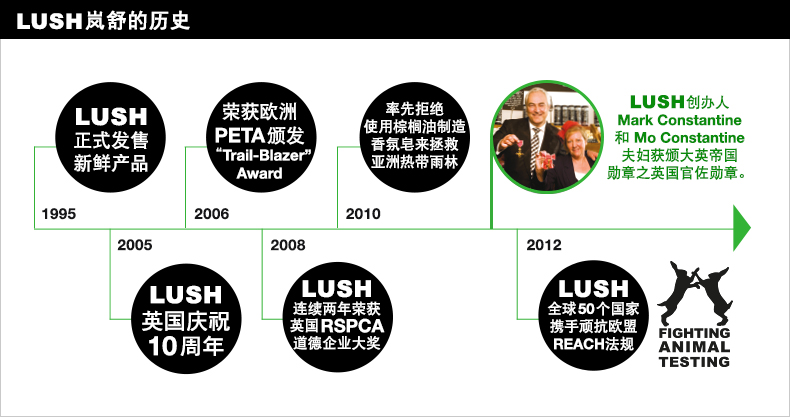 LUSH岚舒的历史
LUSH
正式发售
新鲜产品
1995
2005
LUSH
英国庆祝
10周年
荣获欧洲
PETA颁发
“Trail-Blazer”
Award
2006
2008
LUSH
连续两年荣获
英国RSPCA
道德企业大奖
率先拒绝
使用棕榈油制造
香氛皂来拯救
亚洲热带雨林
2010
LUSH创办人
Mark Constantine
和 Mo Constantine
夫妇获颁大英帝国
勋章之英国官佐勋章。
2012
LUSH
全球50个国家
携手顽抗欧盟
REACH法规
FIGHTING
ANIMAL
TESTING